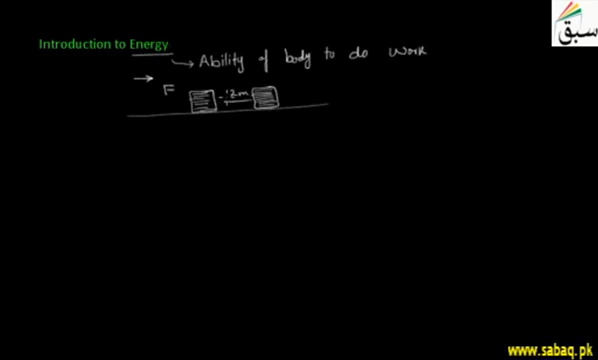 سبق
Introduction to Energy
Ability of body to do work
F
2m
www.sabaq.pk